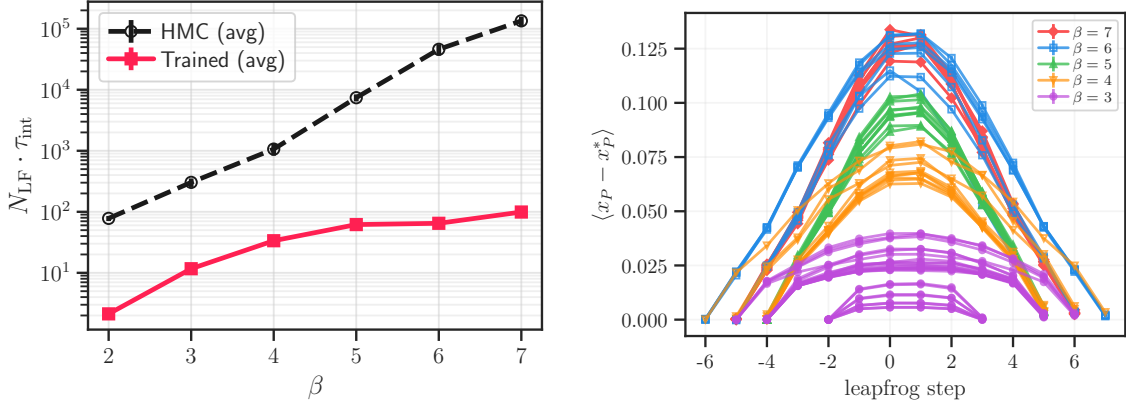 HMC (avg)
Trained (avg)
10^5
10^4
10^3
10^2
10^1
N_LF · τ_int
2 3 4 5 6 7
β
β = 7
β = 6
β = 5
β = 4
β = 3
0.125
0.100
0.075
0.050
0.025
0.000
⟨x_P − x_P^*⟩
-6 -4 -2 0 2 4 6
leapfrog step